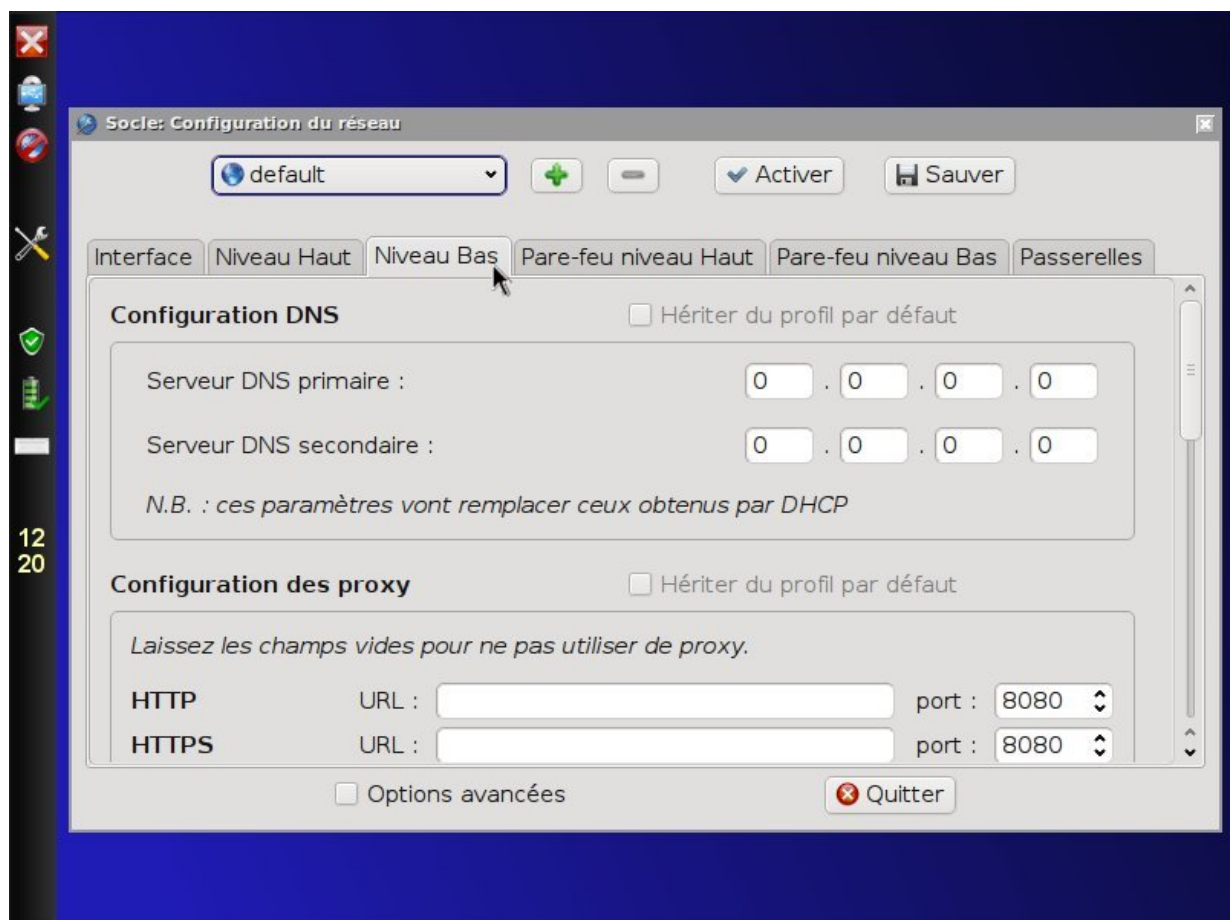 Socle: Configuration du réseau
default Activer Sauver
Interface Niveau Haut Niveau Bas Pare-feu niveau Haut Pare-feu niveau Bas Passerelles
Configuration DNS Hériter du profil par défaut
Serveur DNS primaire : 0 . 0 . 0 . 0
Serveur DNS secondaire : 0 . 0 . 0 . 0
N.B. : ces paramètres vont remplacer ceux obtenus par DHCP
12
20
Configuration des proxy Hériter du profil par défaut
Laissez les champs vides pour ne pas utiliser de proxy.
HTTP URL : port : 8080
HTTPS URL : port : 8080
Options avancées Quitter